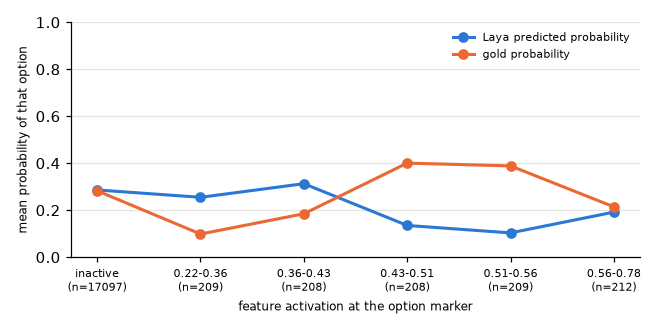 1.0
0.8
0.6
0.4
0.2
0.0
mean probability of that option
Laya predicted probability
gold probability
inactive
(n=17097)
0.22-0.36
(n=209)
0.36-0.43
(n=208)
0.43-0.51
(n=208)
0.51-0.56
(n=209)
0.56-0.78
(n=212)
feature activation at the option marker